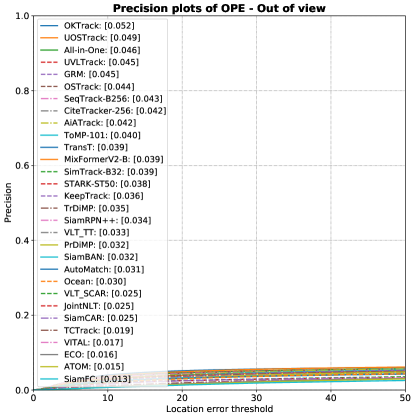 Precision plots of OPE - Out of view
1.0
0.8
0.6
0.4
0.2
0.0
Precision
OKTrack: [0.052]
UOSTrack: [0.049]
All-in-One: [0.046]
UVLTrack: [0.045]
GRM: [0.045]
OSTrack: [0.044]
SeqTrack-B256: [0.043]
CiteTracker-256: [0.042]
AiATrack: [0.042]
ToMP-101: [0.040]
TransT: [0.039]
MixFormerV2-B: [0.039]
SimTrack-B32: [0.039]
STARK-ST50: [0.038]
KeepTrack: [0.036]
TrDiMP: [0.035]
SiamRPN++: [0.034]
VLT_TT: [0.033]
PrDiMP: [0.032]
SiamBAN: [0.032]
AutoMatch: [0.031]
Ocean: [0.030]
VLT_SCAR: [0.025]
JointNLT: [0.025]
SiamCAR: [0.025]
TCTrack: [0.019]
VITAL: [0.017]
ECO: [0.016]
ATOM: [0.015]
SiamFC: [0.013]
0 10 20 30 40 50
Location error threshold